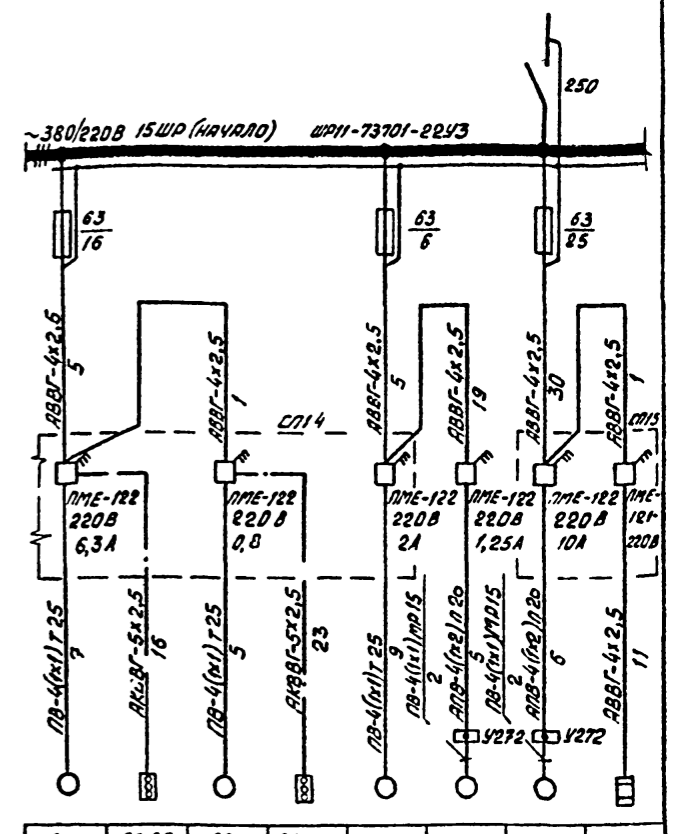 250
~380/220В 15ШР (НАЧАЛО) ШР11-73701-22У3
63
16
63
6
63
25
АВВГ-4х2,5
5
АВВГ-4х2,5
1
АВВГ-4х2,5
5
АВВГ-4х2,5
19
АВВГ-4х2,5
30
АВВГ-4х2,5
1
СП14
СП15
ПМЕ-122
220В
6,3А
ПМЕ-122
220В
0,8
ПМЕ-122
220В
2А
ПМЕ-122
220В
1,25А
ПМЕ-122
220В
10А
ПМЕ-
121-
220В
ПВ-4(1х1)Т25
7
АКВВГ-5х2,5
16
ПВ-4(1х1)Т25
5
АКВВГ-5х2,5
23
ПВ-4(1х1)Т25
9
ПВ-4(1х1)МР15
2
АПВ-4(1х2)П20
5
ПВ-4(1х1)МР15
2
АПВ-4(1х2)П20
6
АВВГ-4х2,5
11
У272
У272